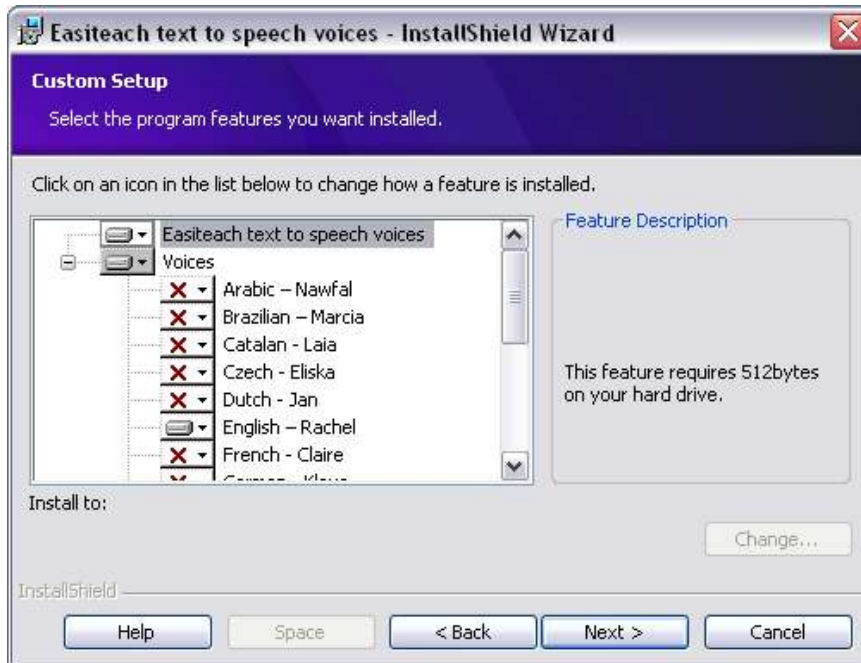 Easiteach text to speech voices - InstallShield Wizard
Custom Setup
Select the program features you want installed.
Click on an icon in the list below to change how a feature is installed.
Easiteach text to speech voices
Voices
Arabic – Nawfal
Brazilian – Marcia
Catalan - Laia
Czech - Eliska
Dutch - Jan
English – Rachel
French - Claire
Feature Description
This feature requires 512bytes
on your hard drive.
Install to:
Change...
InstallShield
Help
Space
< Back
Next >
Cancel